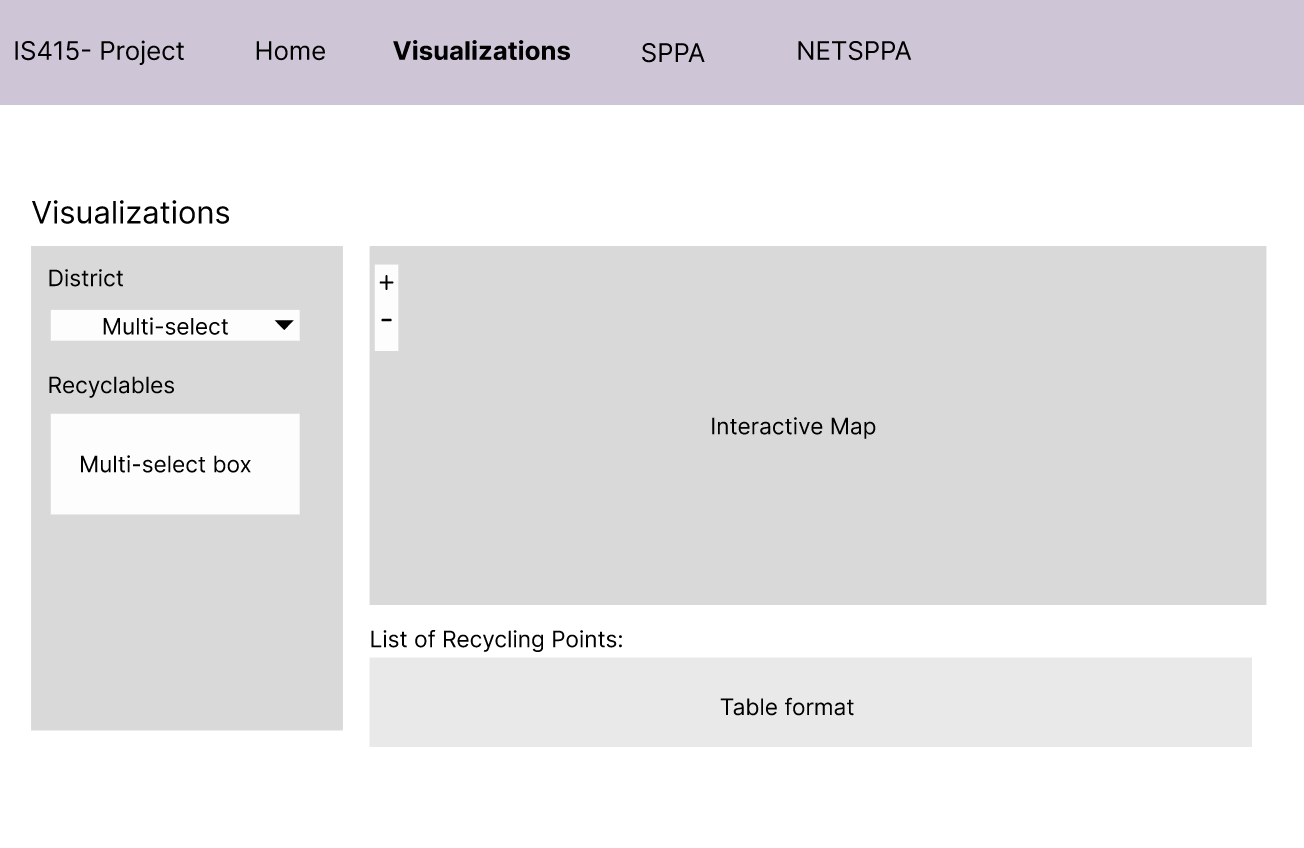 IS415- Project Home Visualizations SPPA NETSPPA
Visualizations
District
Multi-select
Recyclables
Multi-select box
+
-
Interactive Map
List of Recycling Points:
Table format